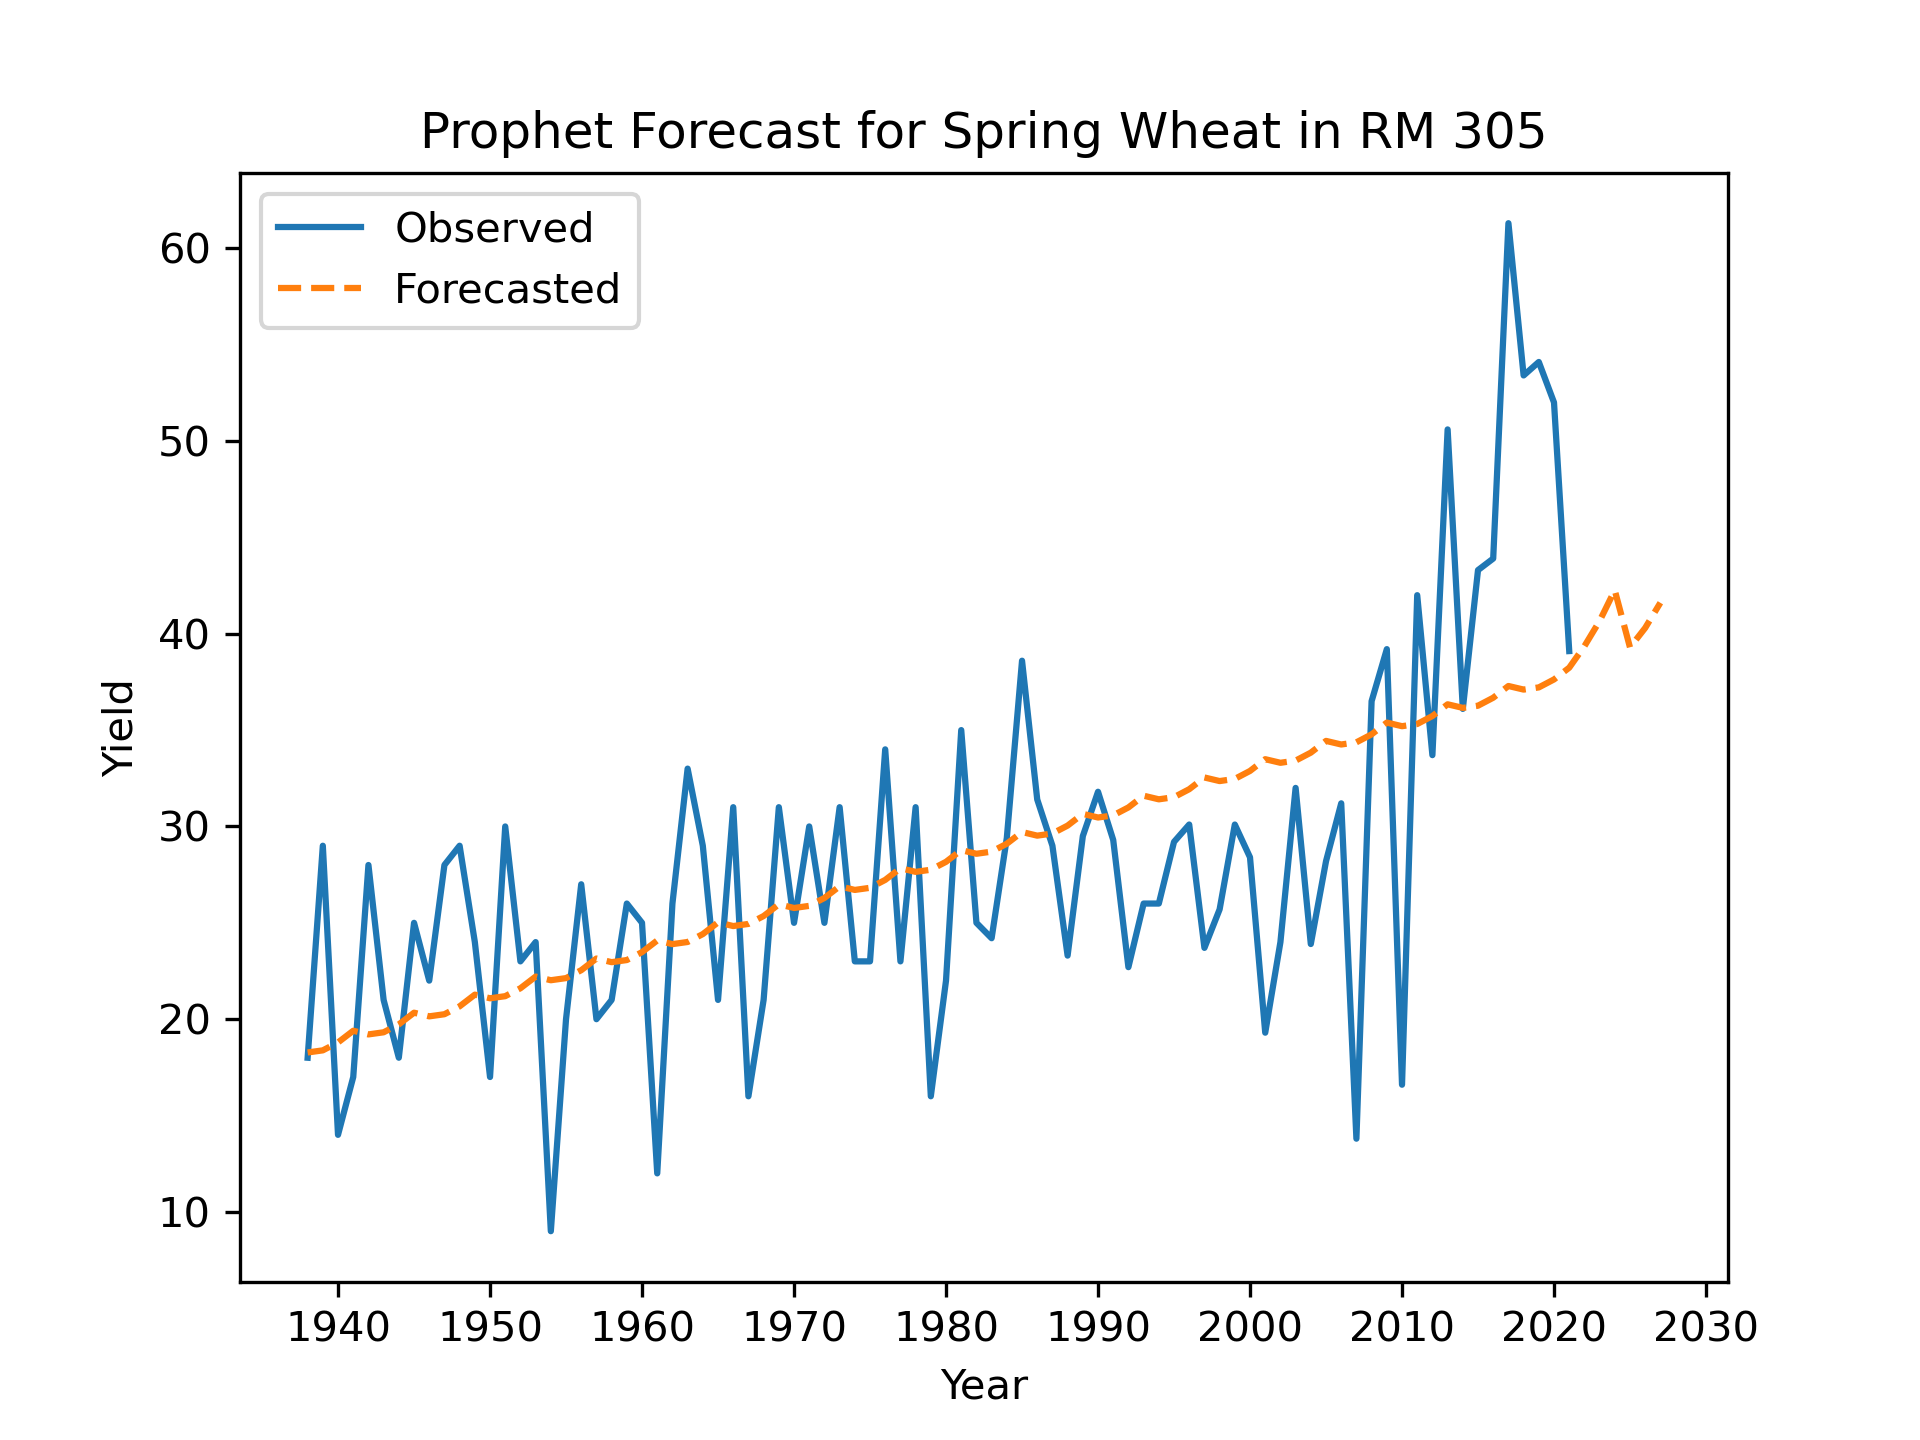 Prophet Forecast for Spring Wheat in RM 305
Observed
Forecasted
60
50
40
30
20
10
Yield
1940 1950 1960 1970 1980 1990 2000 2010 2020 2030
Year